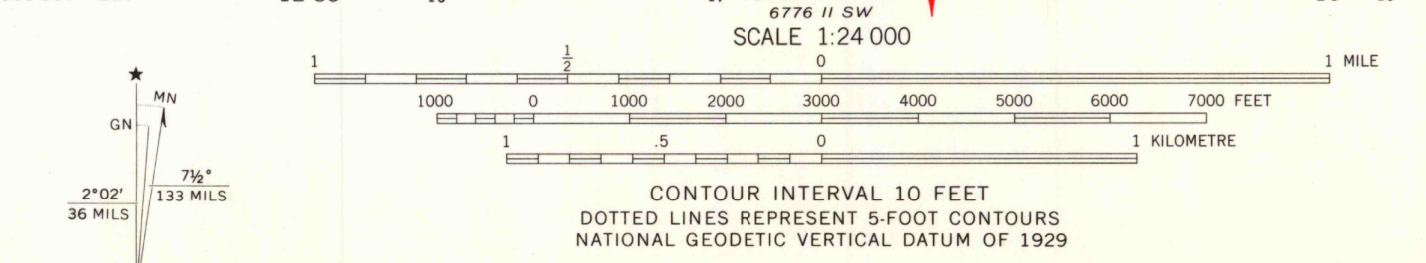 6776 II SW
SCALE 1:24 000
1 1/2 0 1 MILE
1000 0 1000 2000 3000 4000 5000 6000 7000 FEET
1 .5 0 1 KILOMETRE
CONTOUR INTERVAL 10 FEET
DOTTED LINES REPRESENT 5-FOOT CONTOURS
NATIONAL GEODETIC VERTICAL DATUM OF 1929
★
MN
GN
7½°
133 MILS
2°02′
36 MILS